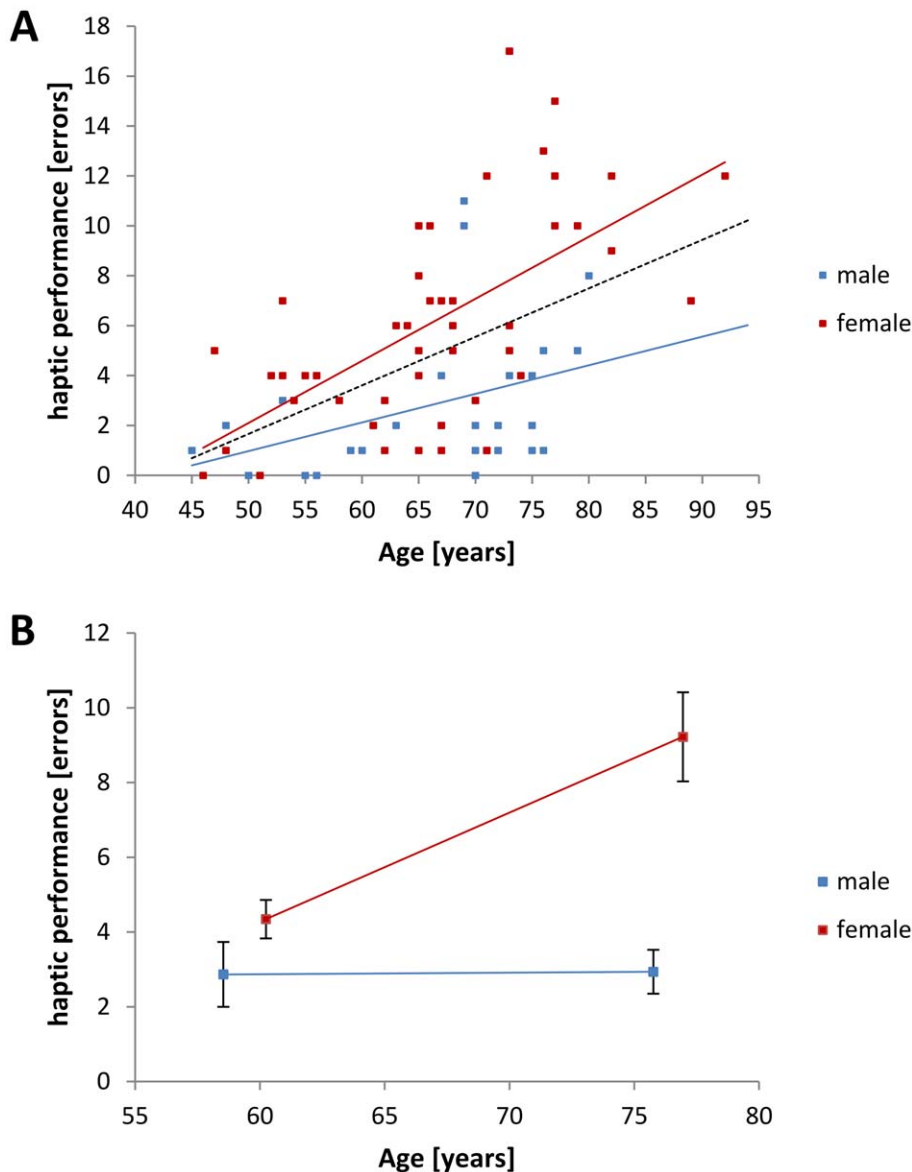 A
haptic performance [errors]
18
16
14
12
10
8
6
4
2
0
40 45 50 55 60 65 70 75 80 85 90 95
Age [years]
male
female
B
haptic performance [errors]
12
10
8
6
4
2
0
55 60 65 70 75 80
Age [years]
male
female